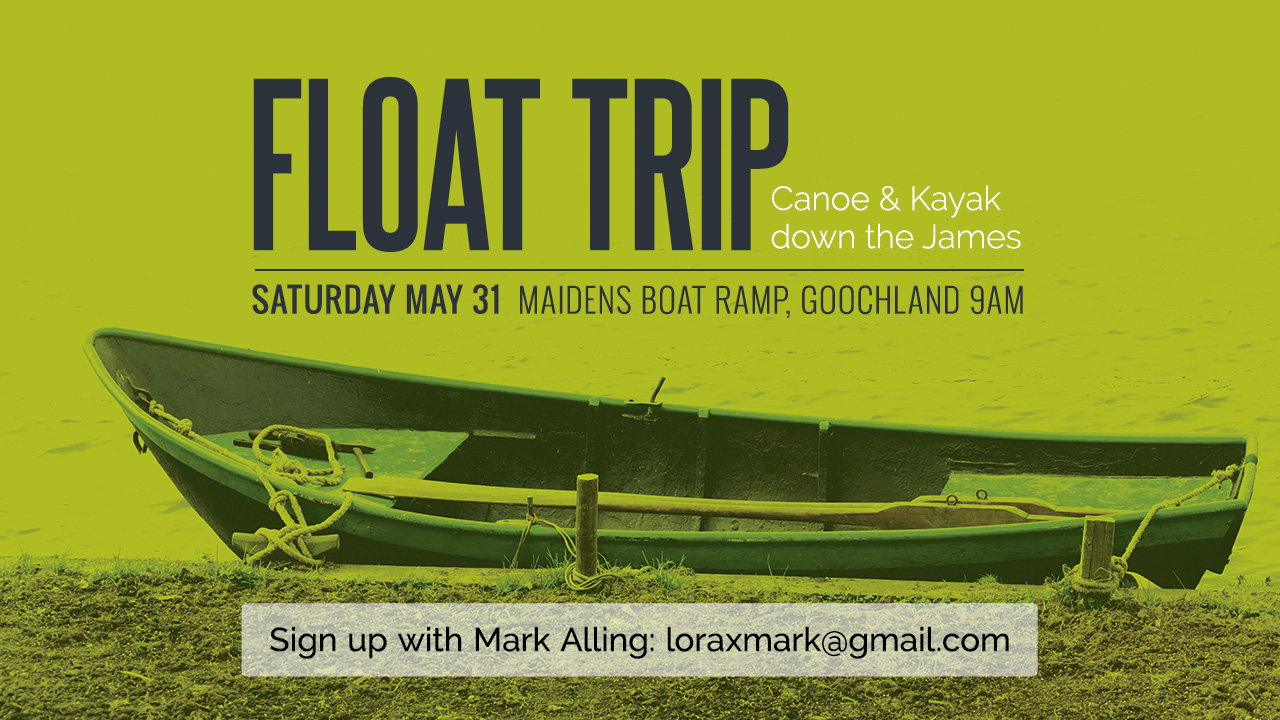 FLOAT TRIP
Canoe & Kayak
down the James
SATURDAY MAY 31 MAIDENS BOAT RAMP, GOOCHLAND 9AM
Sign up with Mark Alling: loraxmark@gmail.com